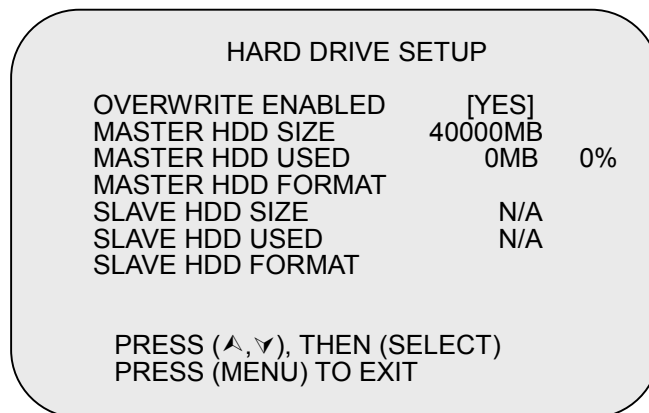 HARD DRIVE SETUP
OVERWRITE ENABLED [YES]
MASTER HDD SIZE 40000MB
MASTER HDD USED 0MB 0%
MASTER HDD FORMAT
SLAVE HDD SIZE N/A
SLAVE HDD USED N/A
SLAVE HDD FORMAT
PRESS (⮝,⮟), THEN (SELECT)
PRESS (MENU) TO EXIT